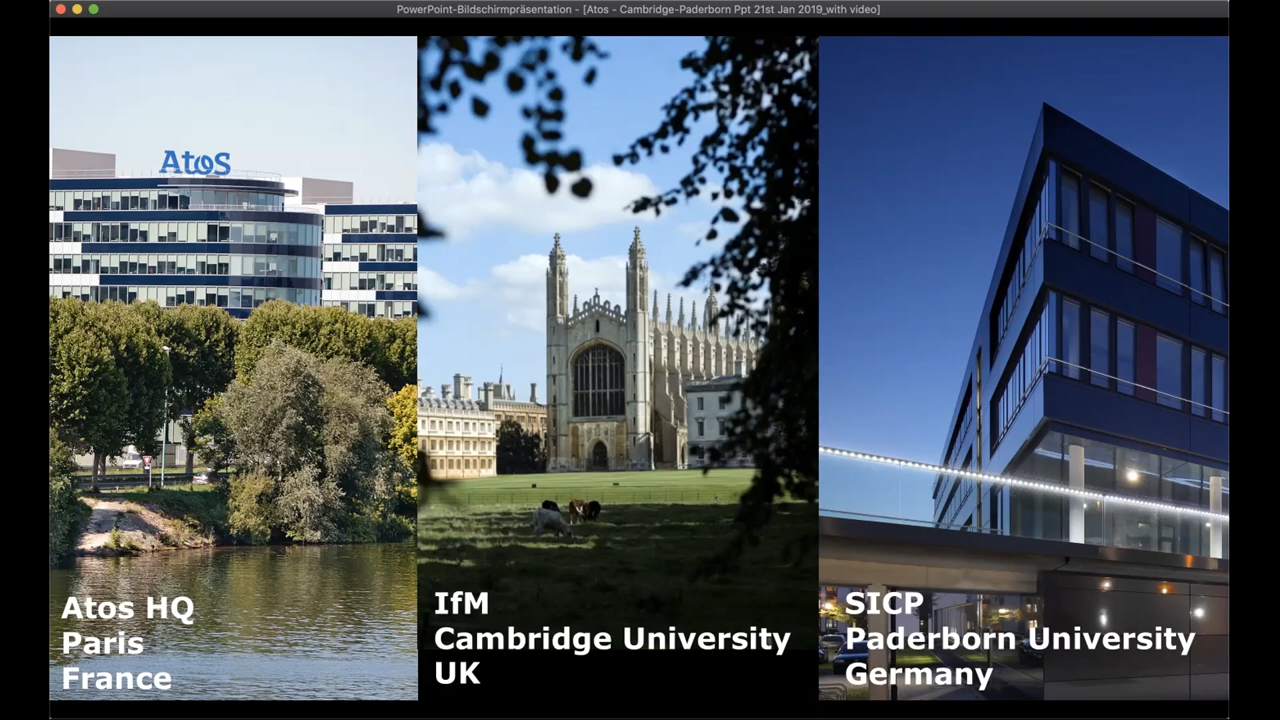 PowerPoint-Bildschirmpräsentation - [Atos - Cambridge-Paderborn Ppt 21st Jan 2019_with video]
Atos
Atos HQ
Paris
France
IfM
Cambridge University
UK
SICP
Paderborn University
Germany